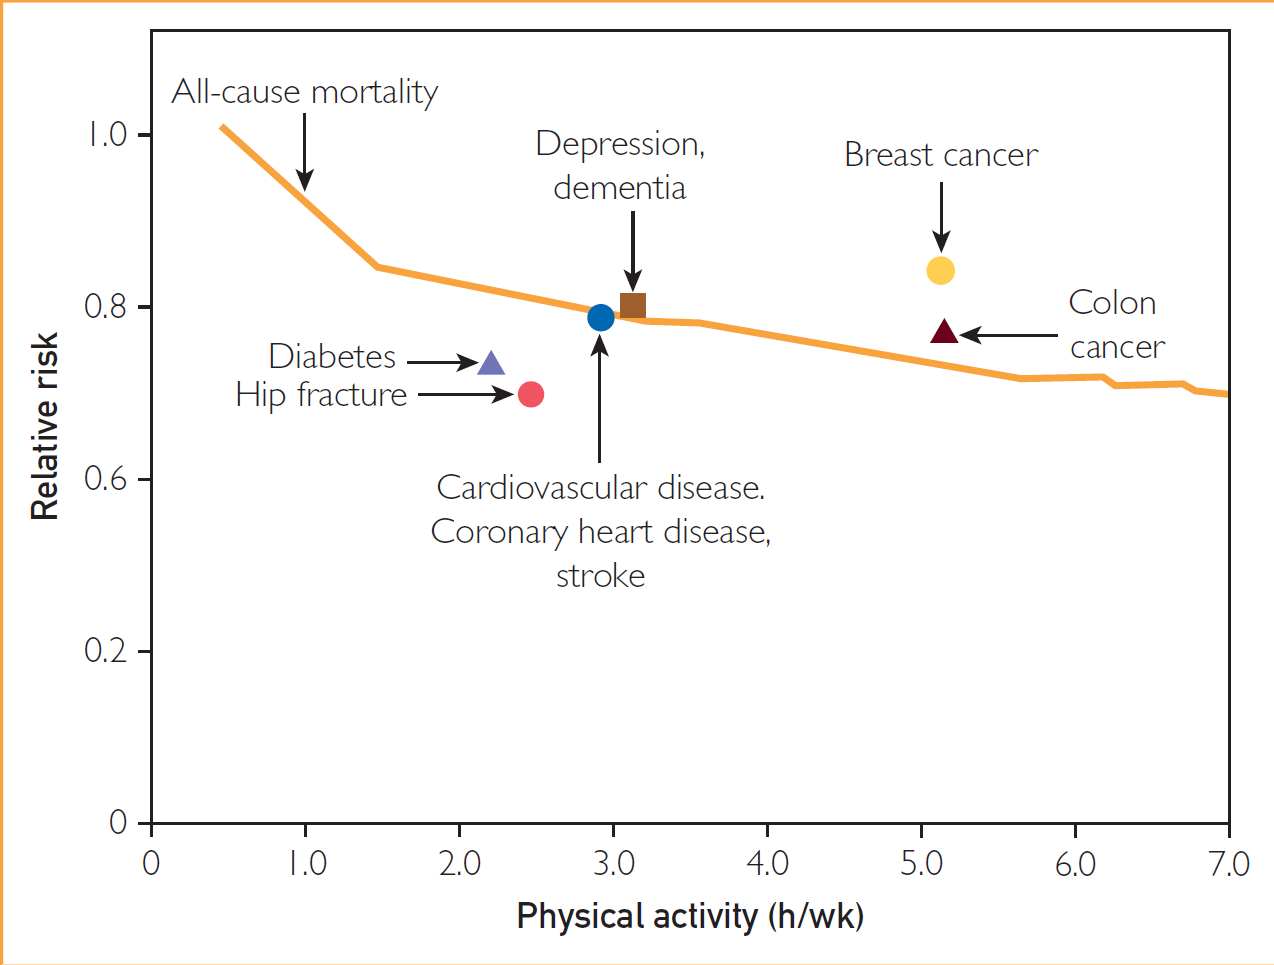 All-cause mortality
Depression,
dementia
Breast cancer
Colon
cancer
Diabetes
Hip fracture
Cardiovascular disease.
Coronary heart disease,
stroke
Relative risk
1.0
0.8
0.6
0.2
0
0 1.0 2.0 3.0 4.0 5.0 6.0 7.0
Physical activity (h/wk)